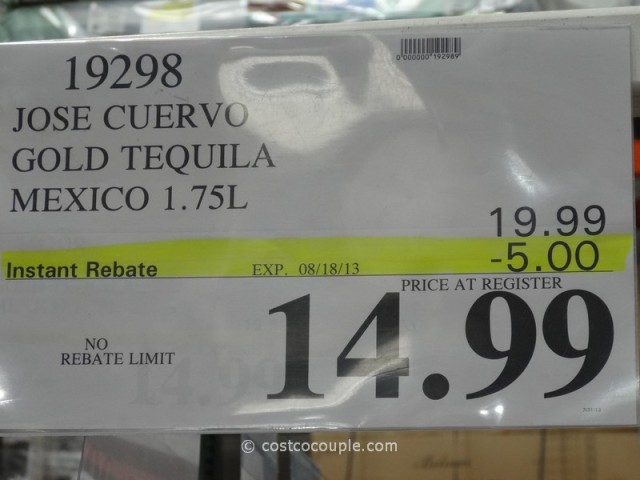 19298
0000000192989
JOSE CUERVO
GOLD TEQUILA
MEXICO 1.75L
19.99
Instant Rebate EXP. 08/18/13 -5.00
PRICE AT REGISTER
14.99
NO
REBATE LIMIT
© costcocouple.com